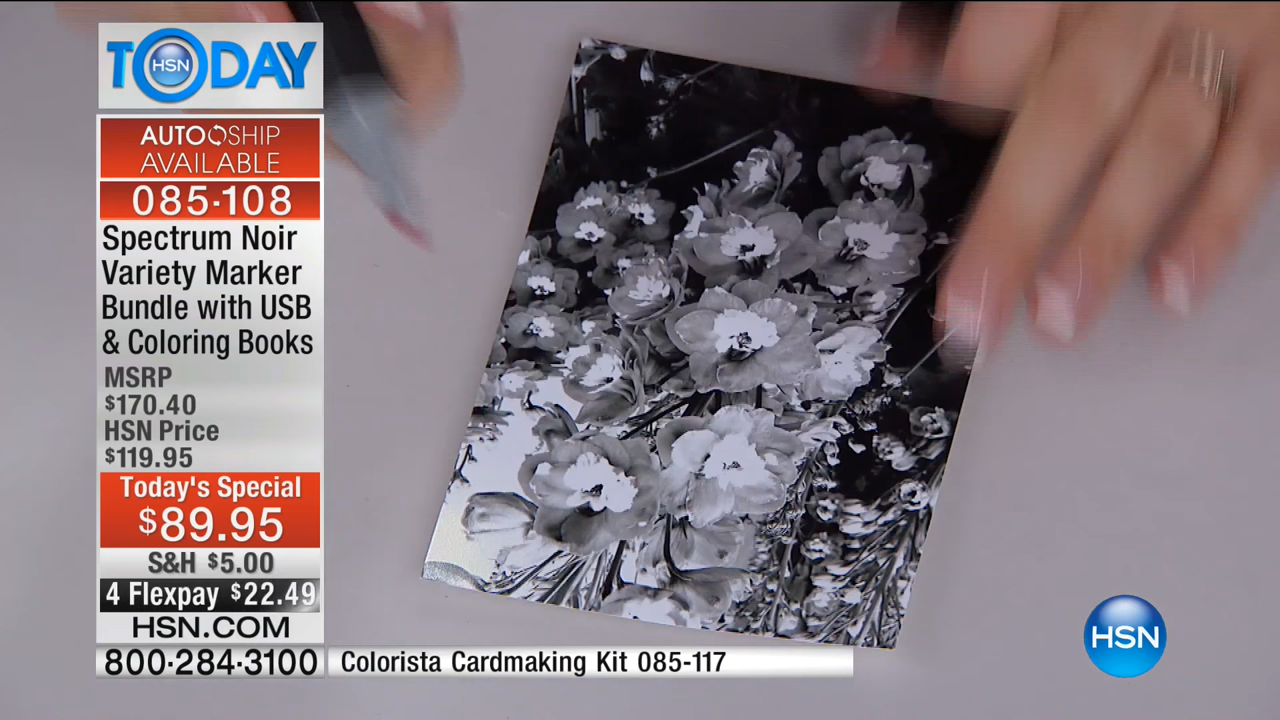 TODAY
HSN
AUTO SHIP
AVAILABLE
085-108
Spectrum Noir
Variety Marker
Bundle with USB
& Coloring Books
MSRP
$170.40
HSN Price
$119.95
Today's Special
$89.95
S&H $5.00
4 Flexpay $22.49
HSN.COM
800-284-3100
Colorista Cardmaking Kit 085-117
HSN